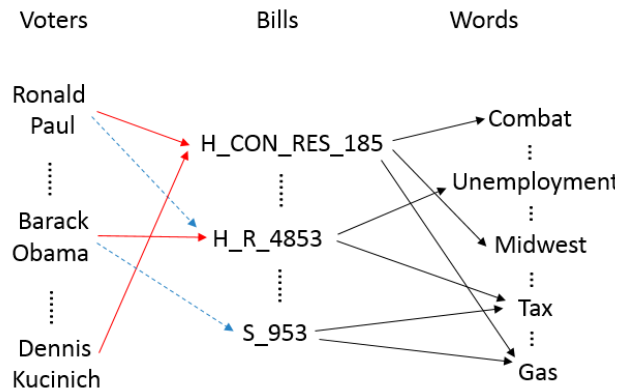 Voters Bills Words
Ronald
Paul
Barack
Obama
Dennis
Kucinich
H_CON_RES_185
H_R_4853
S_953
Combat
Unemployment
Midwest
Tax
Gas